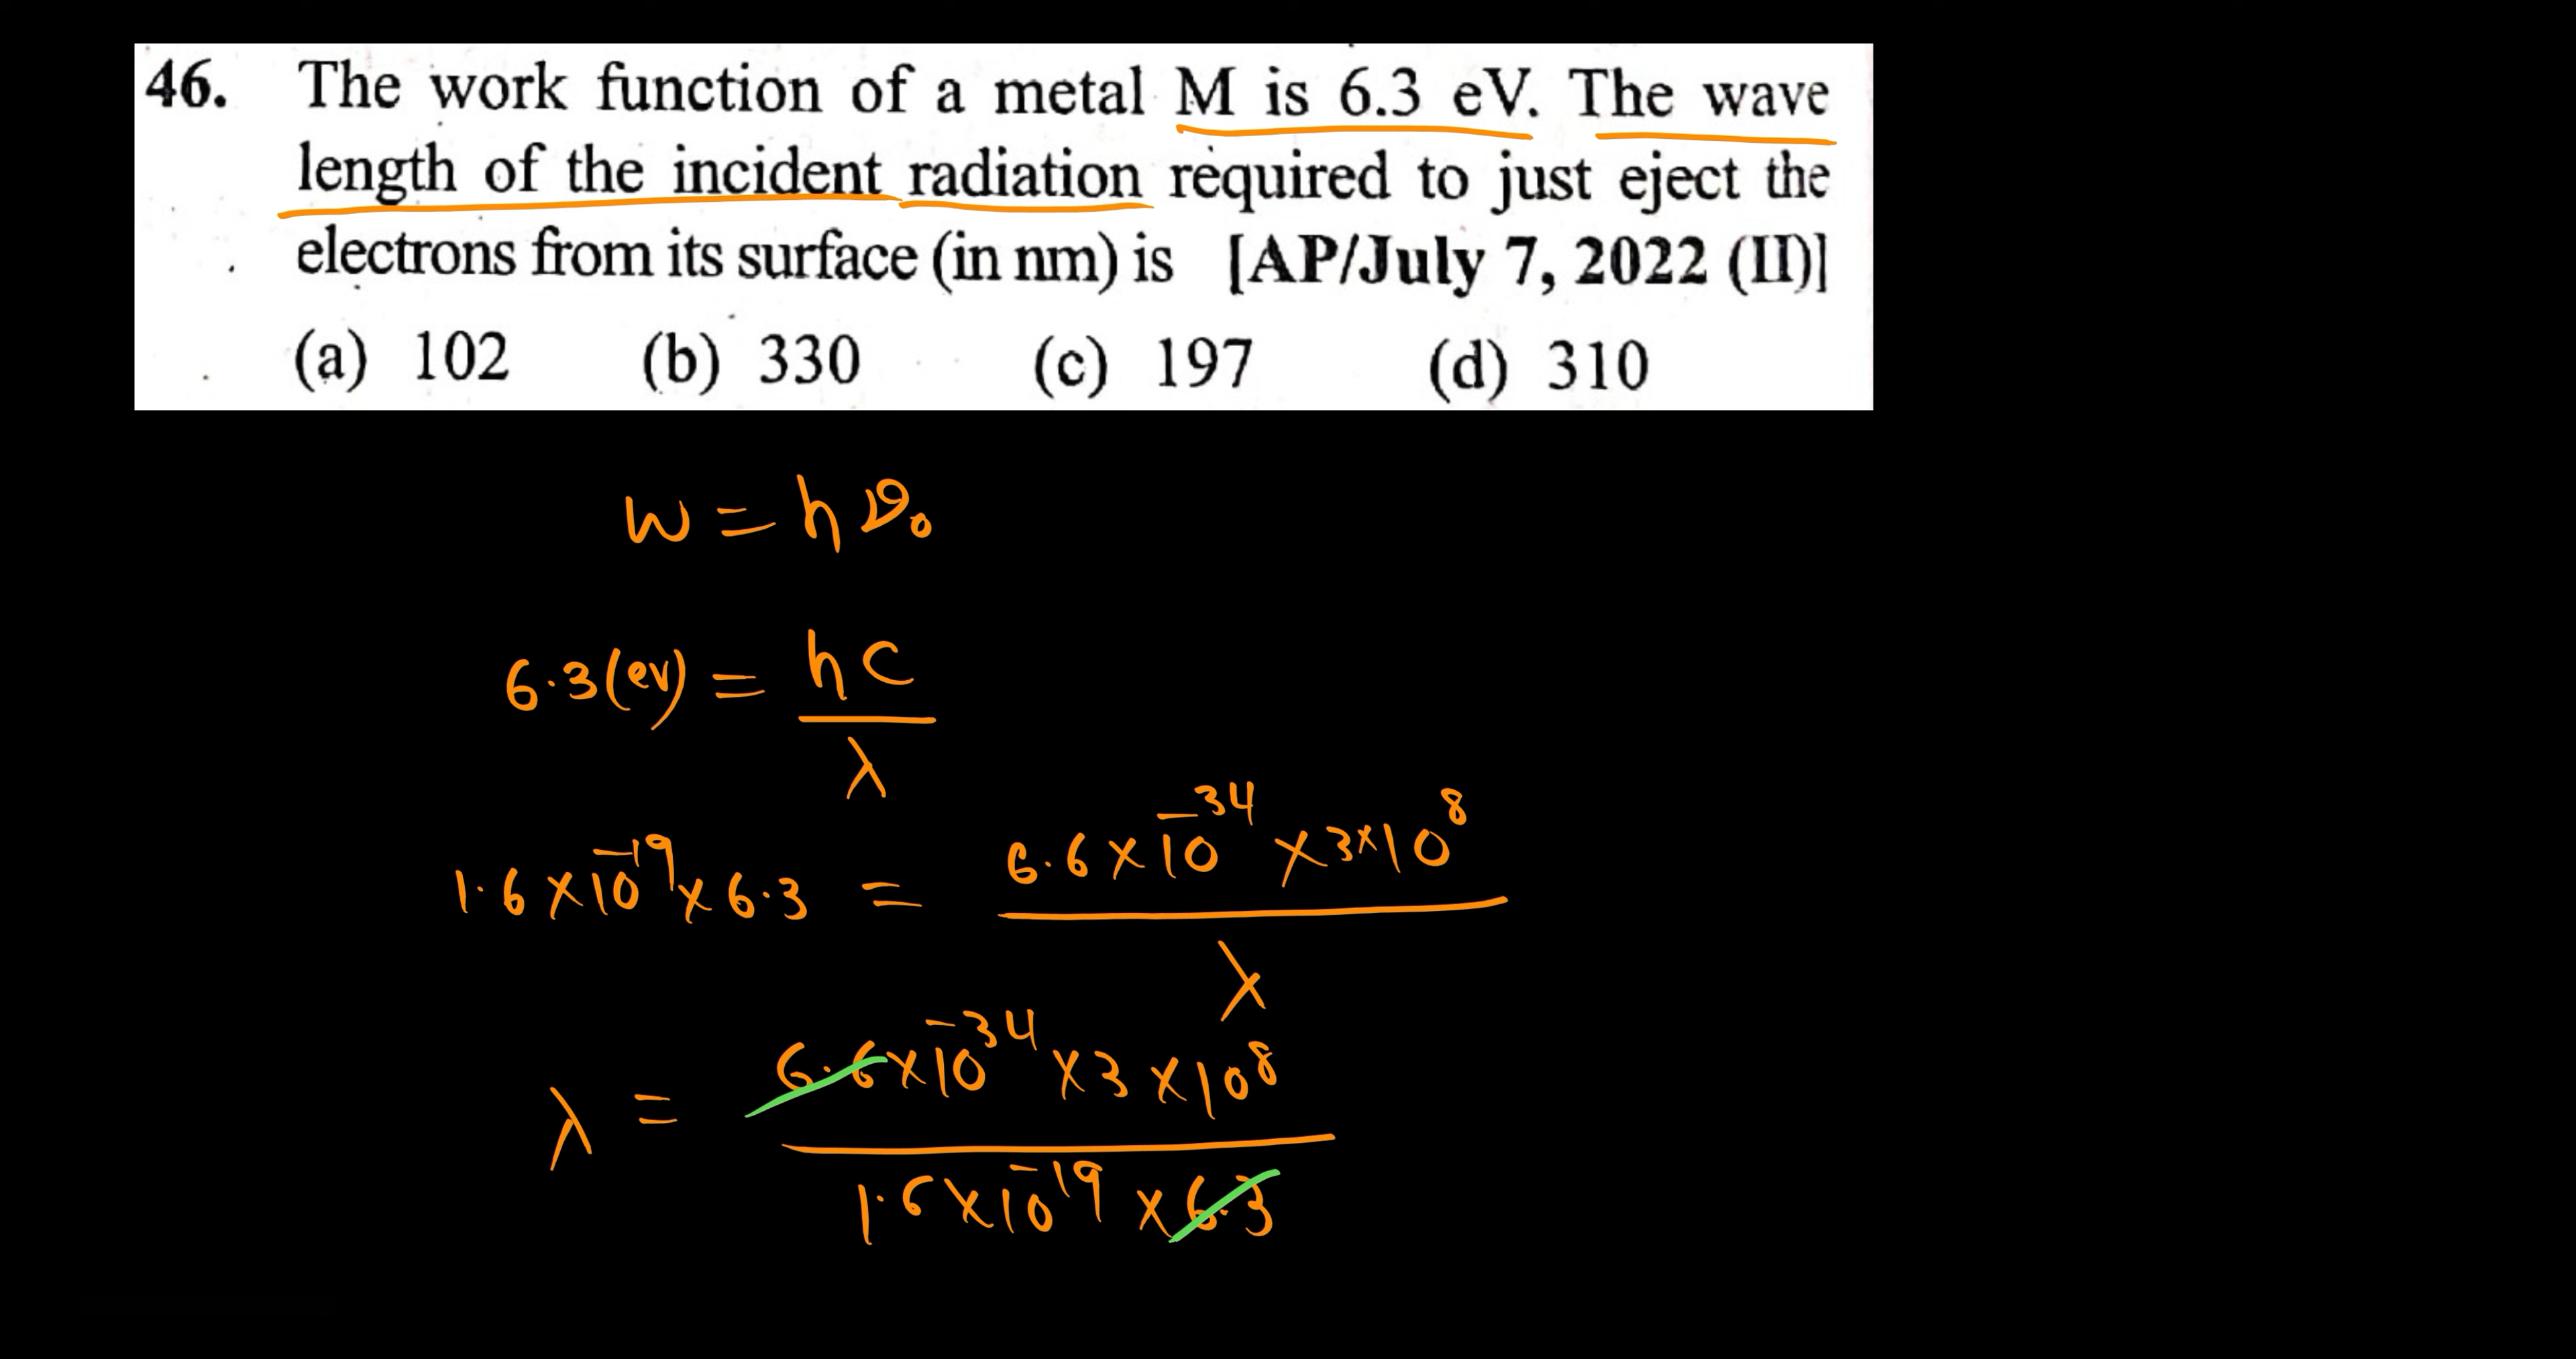 46. The work function of a metal M is 6.3 eV. The wave
length of the incident radiation required to just eject the
electrons from its surface (in nm) is [AP/July 7, 2022 (II)]
(a) 102 (b) 330 (c) 197 (d) 310
W = hν₀
6.3(ev) = hc / λ
1.6 × 10⁻¹⁹ × 6.3 = 6.6 × 10⁻³⁴ × 3 × 10⁸ / λ
λ = 6.6 × 10⁻³⁴ × 3 × 10⁸ / 1.6 × 10⁻¹⁹ × 6.3